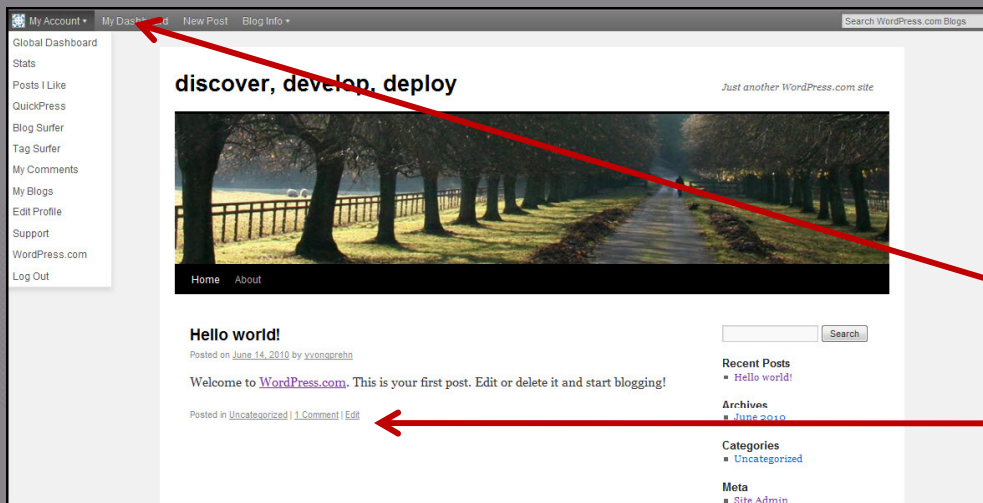 My Account My Dashboard New Post Blog Info Search WordPress.com Blogs
Global Dashboard
Stats
Posts I Like
QuickPress
Blog Surfer
Tag Surfer
My Comments
My Blogs
Edit Profile
Support
WordPress.com
Log Out
discover, develop, deploy
Just another WordPress.com site
Home About
Hello world!
Posted on June 14, 2010 by yvonprehn
Welcome to WordPress.com. This is your first post. Edit or delete it and start blogging!
Posted in Uncategorized | 1 Comment | Edit
Search
Recent Posts
Hello world!
Archives
June 2010
Categories
Uncategorized
Meta
Site Admin